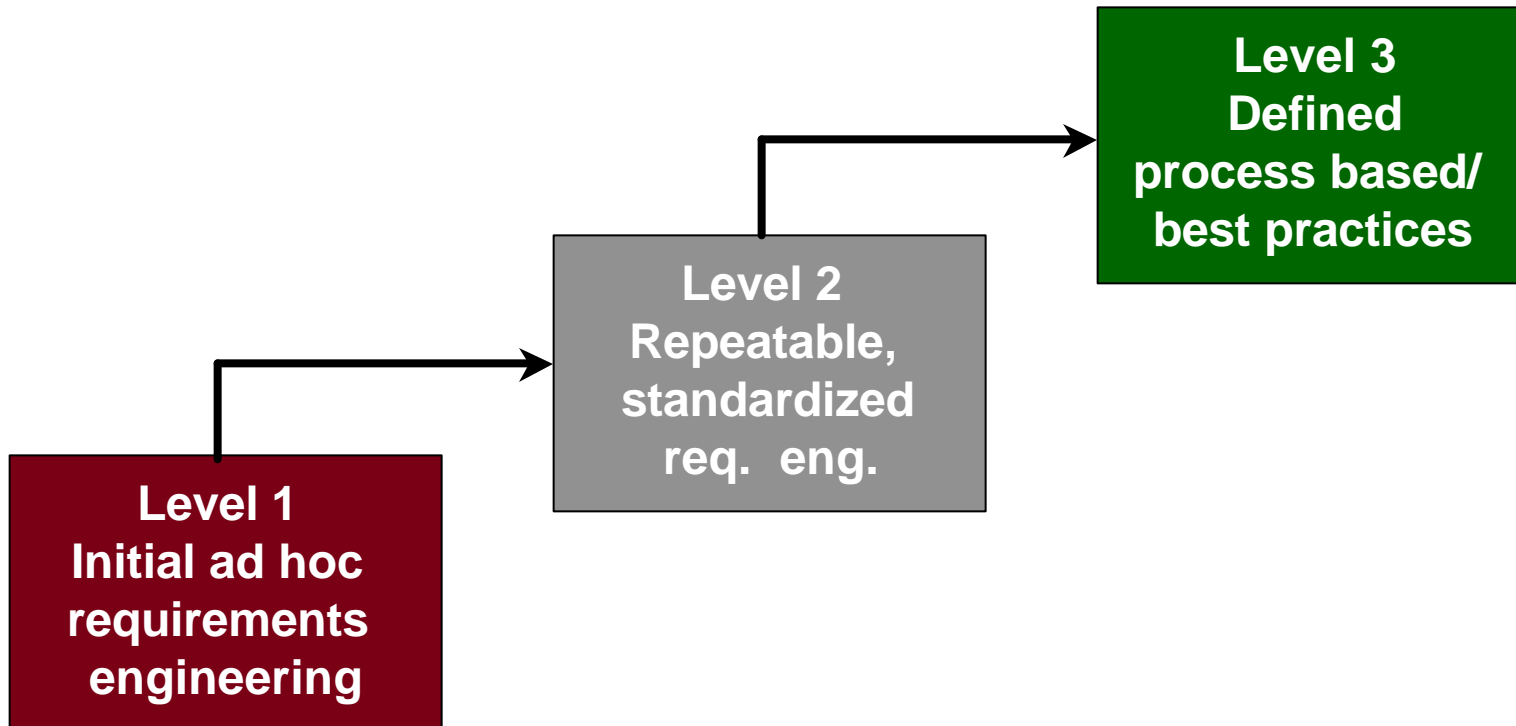 Level 1
Initial ad hoc
requirements
engineering
Level 2
Repeatable,
standardized
req. eng.
Level 3
Defined
process based/
best practices